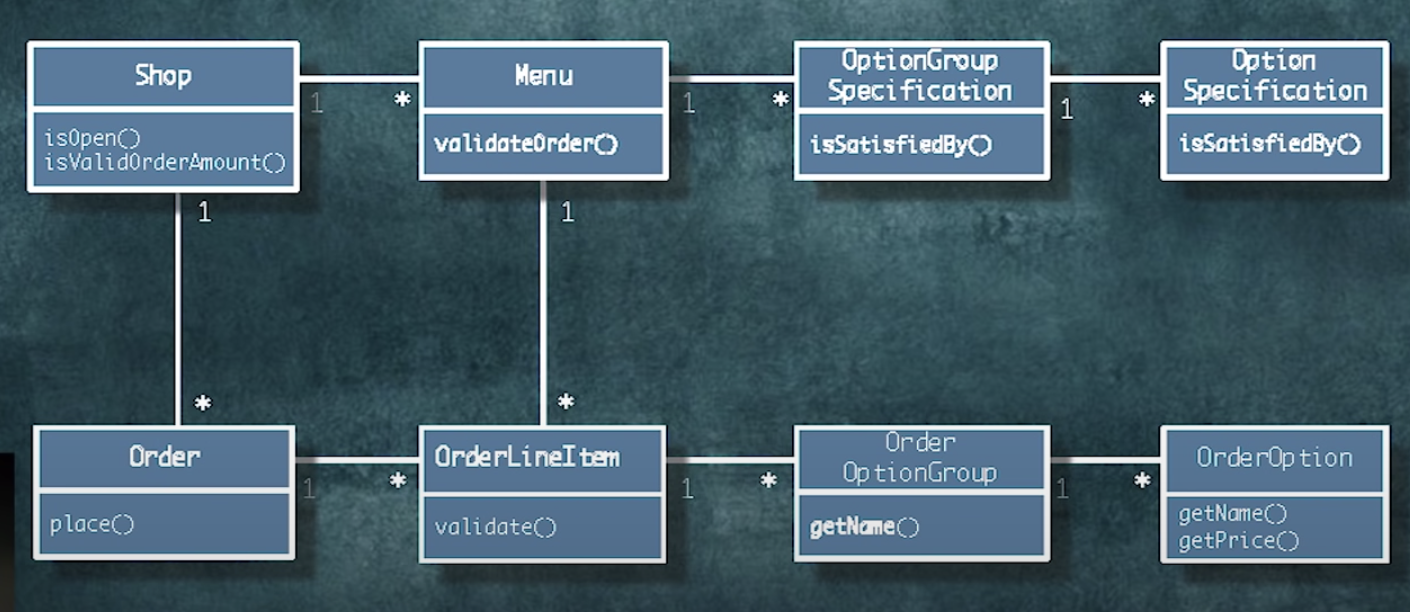 Shop
isOpen()
isValidOrderAmount()
1
*
Menu
validateOrder()
1
*
OptionGroup
Specification
isSatisfiedBy()
1
*
Option
Specification
isSatisfiedBy()
1
*
1
*
Order
place()
1
*
OrderLineItem
validate()
1
*
Order
OptionGroup
getName()
1
*
OrderOption
getName()
getPrice()